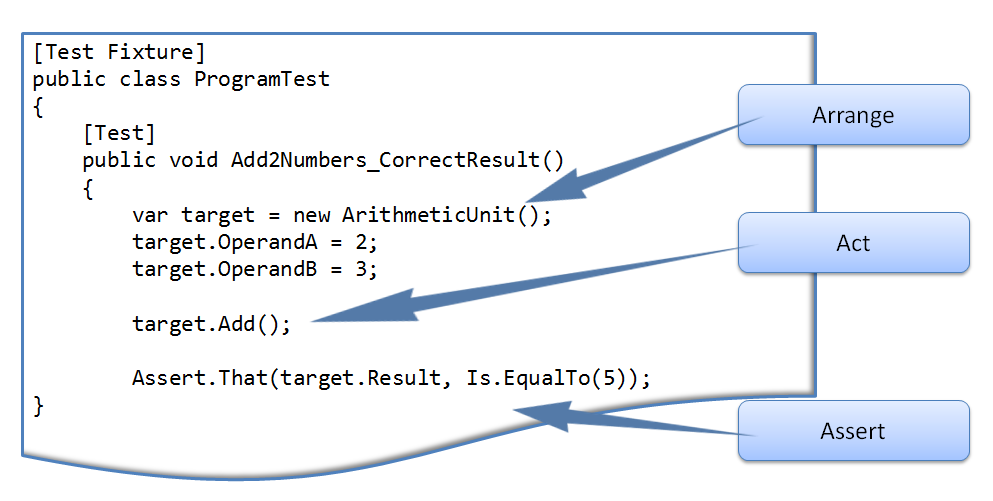 [Test Fixture]
public class ProgramTest
{
    [Test]
    public void Add2Numbers_CorrectResult()
    {
        var target = new ArithmeticUnit();
        target.OperandA = 2;
        target.OperandB = 3;

        target.Add();

        Assert.That(target.Result, Is.EqualTo(5));
}
Arrange
Act
Assert